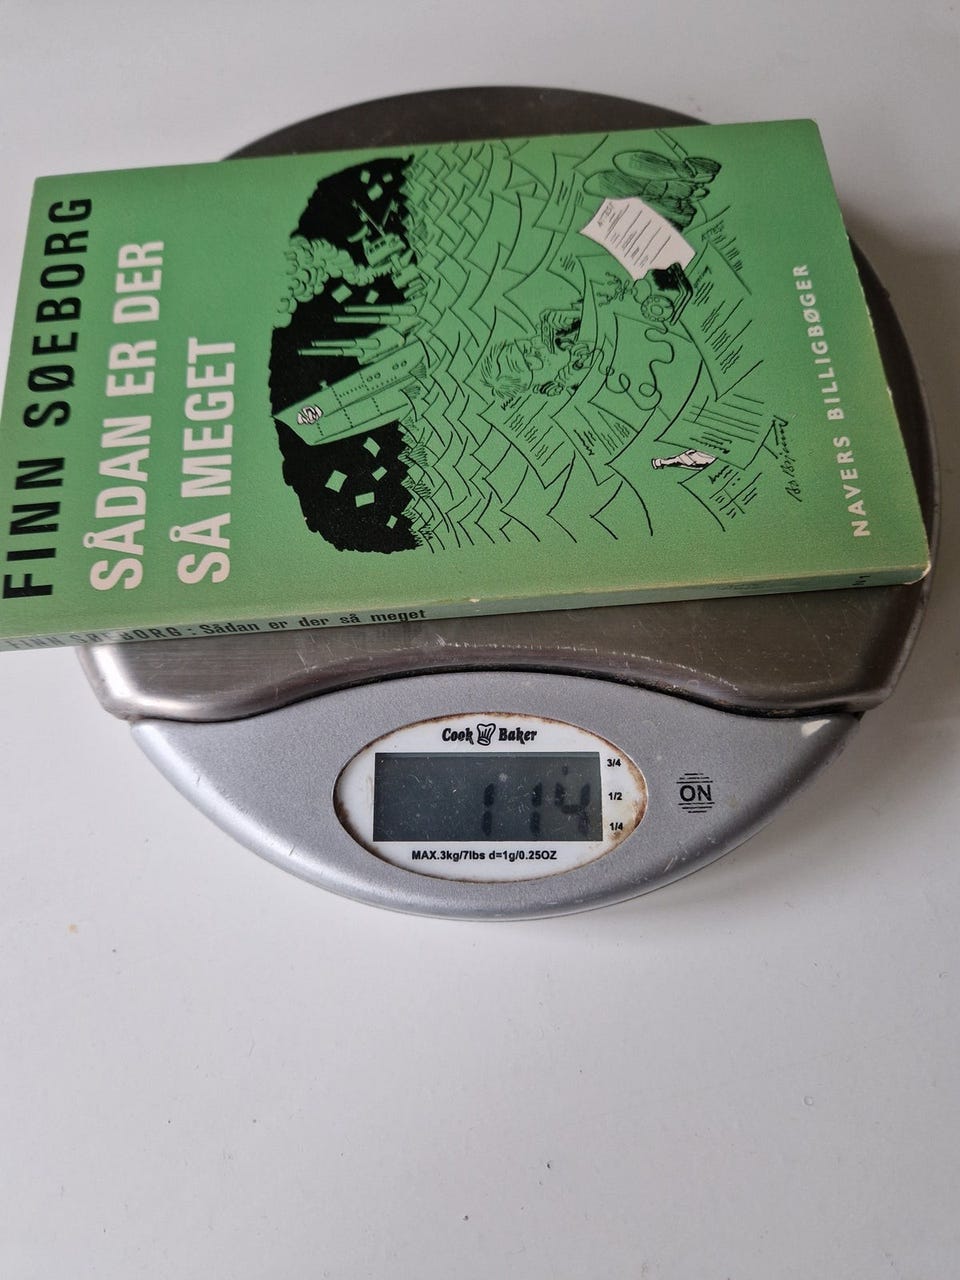 FINN SØEBORG
SÅDAN ER DER
SÅ MEGET
NAVERS BILLIGBØGER
FINN SØEBORG: Sådan er der så meget
Cook Baker
114
3/4
1/2
1/4
ON
MAX.3kg/7lbs d=1g/0.25OZ